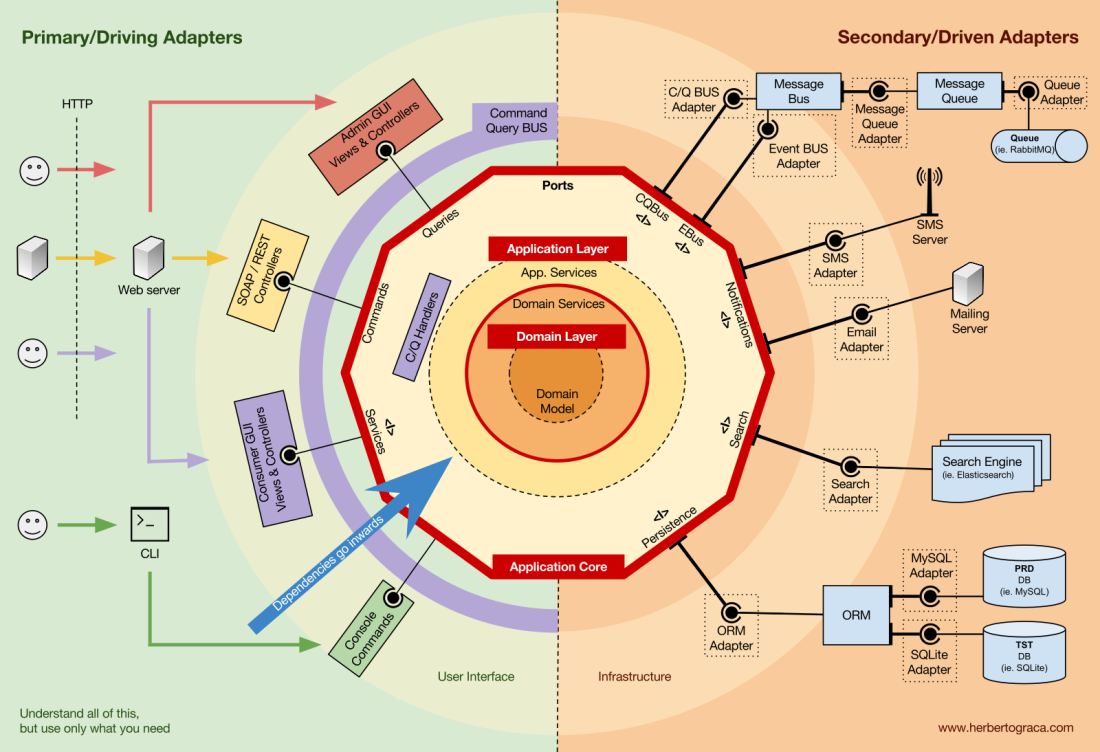 Primary/Driving Adapters
Secondary/Driven Adapters
HTTP
Web server
CLI
Admin GUI
Views & Controllers
SOAP / REST
Controllers
Consumer GUI
Views & Controllers
Console
Commands
Command
Query BUS
Dependencies go inwards
Ports
Queries
Commands
Services
</>
C/Q Handlers
Application Layer
App. Services
Domain Services
Domain Layer
Domain
Model
Application Core
CQBus
</>
EBus
</>
Notifications
</>
Search
</>
Persistence
</>
C/Q BUS
Adapter
Message
Bus
Event BUS
Adapter
Message
Queue
Adapter
Message
Queue
Queue
Adapter
Queue
(ie. RabbitMQ)
SMS
Adapter
SMS
Server
Email
Adapter
Mailing
Server
Search
Adapter
Search Engine
(ie. Elasticsearch)
ORM
Adapter
ORM
MySQL
Adapter
PRD
DB
(ie. MySQL)
SQLite
Adapter
TST
DB
(ie. SQLite)
User Interface
Infrastructure
Understand all of this,
but use only what you need
www.herbertograca.com